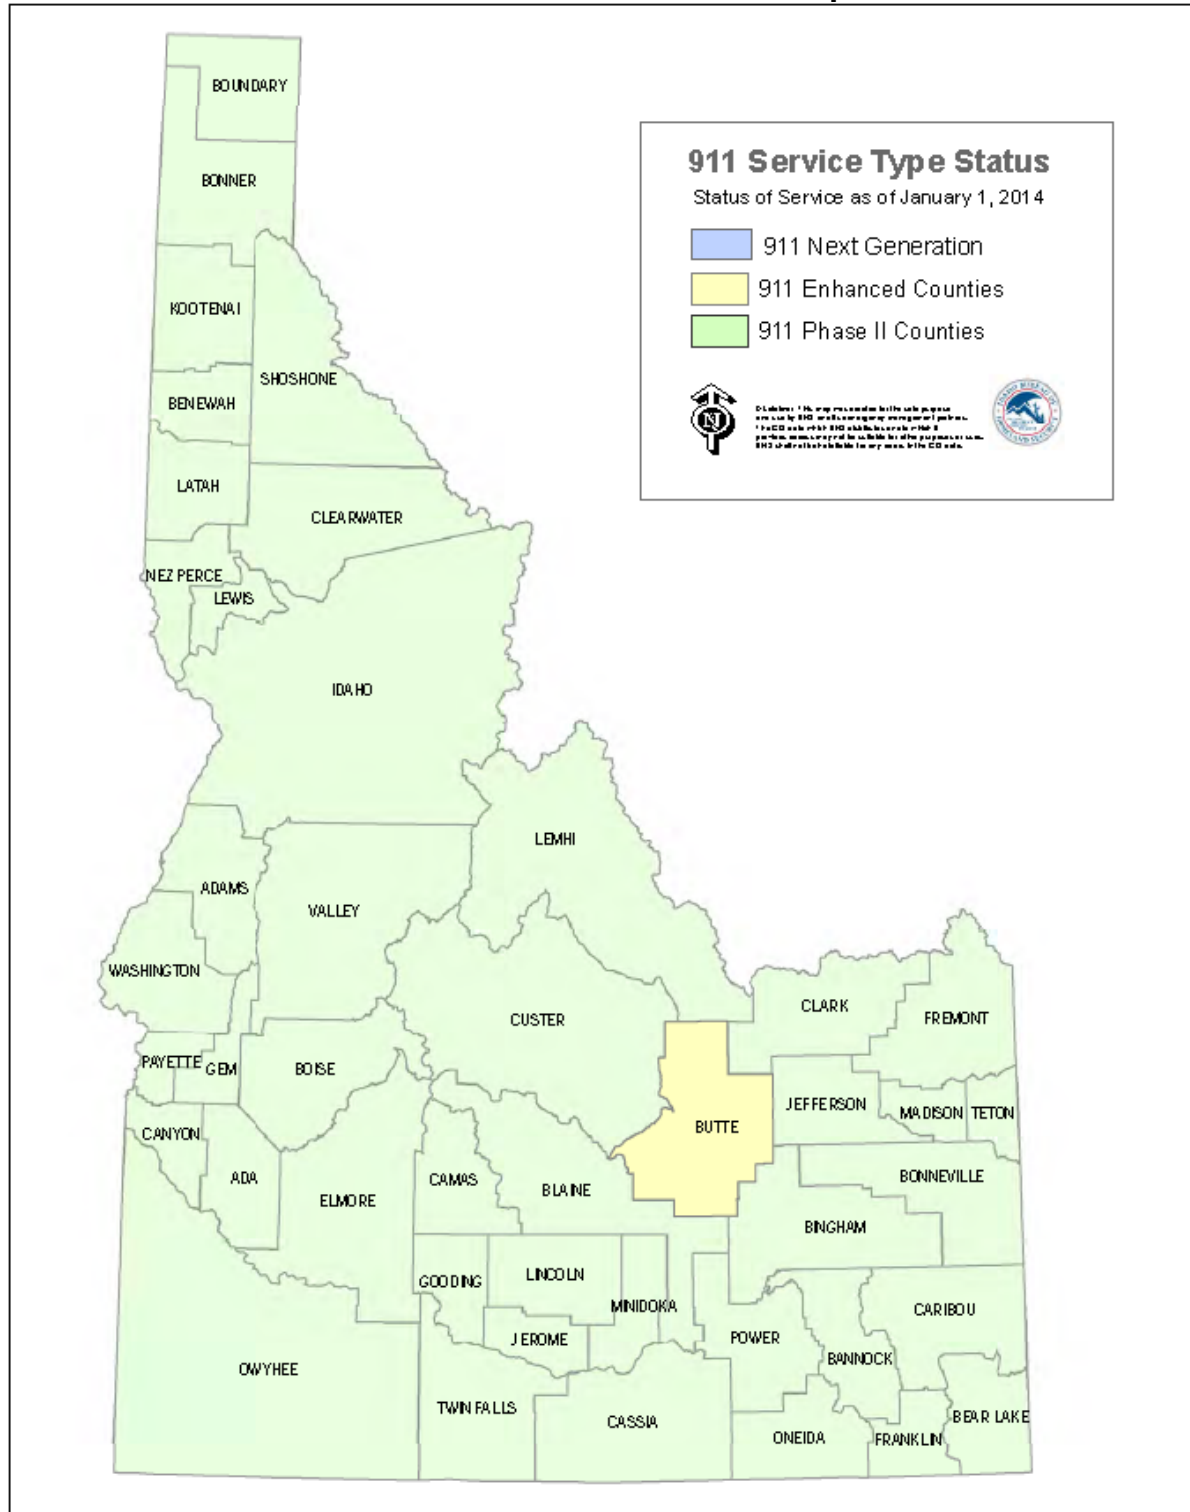 BOUNDARY
BONNER
911 Service Type Status
Status of Service as of January 1, 2014
911 Next Generation
911 Enhanced Counties
911 Phase II Counties
KOOTENAI
SHOSHONE
BENEWAH
LATAH
CLEARWATER
NEZ PERCE
LEWIS
IDAHO
LEMHI
ADAMS
VALLEY
WASHINGTON
CLARK
FREMONT
CUSTER
PAYETTE
GEM
BOISE
JEFFERSON
MADISON
TETON
BUTTE
CANYON
ADA
CAMAS
BONNEVILLE
BLAINE
ELMORE
BINGHAM
GOODING
LINCOLN
MINIDOKA
CARIBOU
JEROME
POWER
BANNOCK
OWYHEE
TWIN FALLS
CASSIA
BEAR LAKE
ONEIDA
FRANKLIN